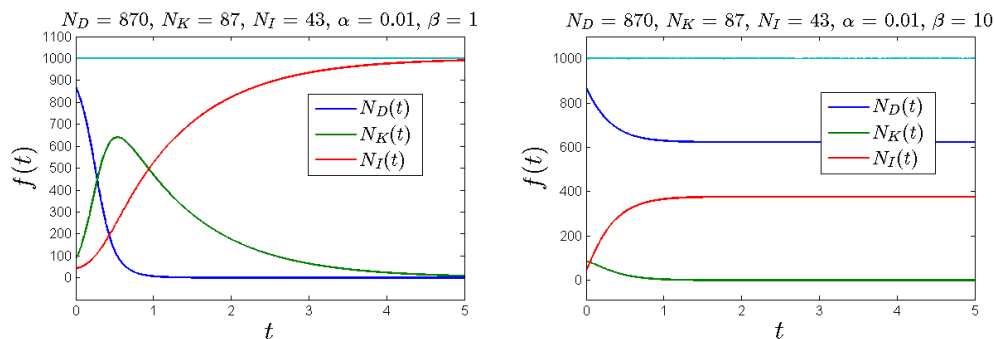 N_D = 870, N_K = 87, N_I = 43, α = 0.01, β = 1
1100
1000
900
800
700
600
500
400
300
200
100
0
f(t)
N_D(t)
N_K(t)
N_I(t)
0 1 2 3 4 5
t
N_D = 870, N_K = 87, N_I = 43, α = 0.01, β = 10
1000
800
600
400
200
0
f(t)
N_D(t)
N_K(t)
N_I(t)
0 1 2 3 4 5
t